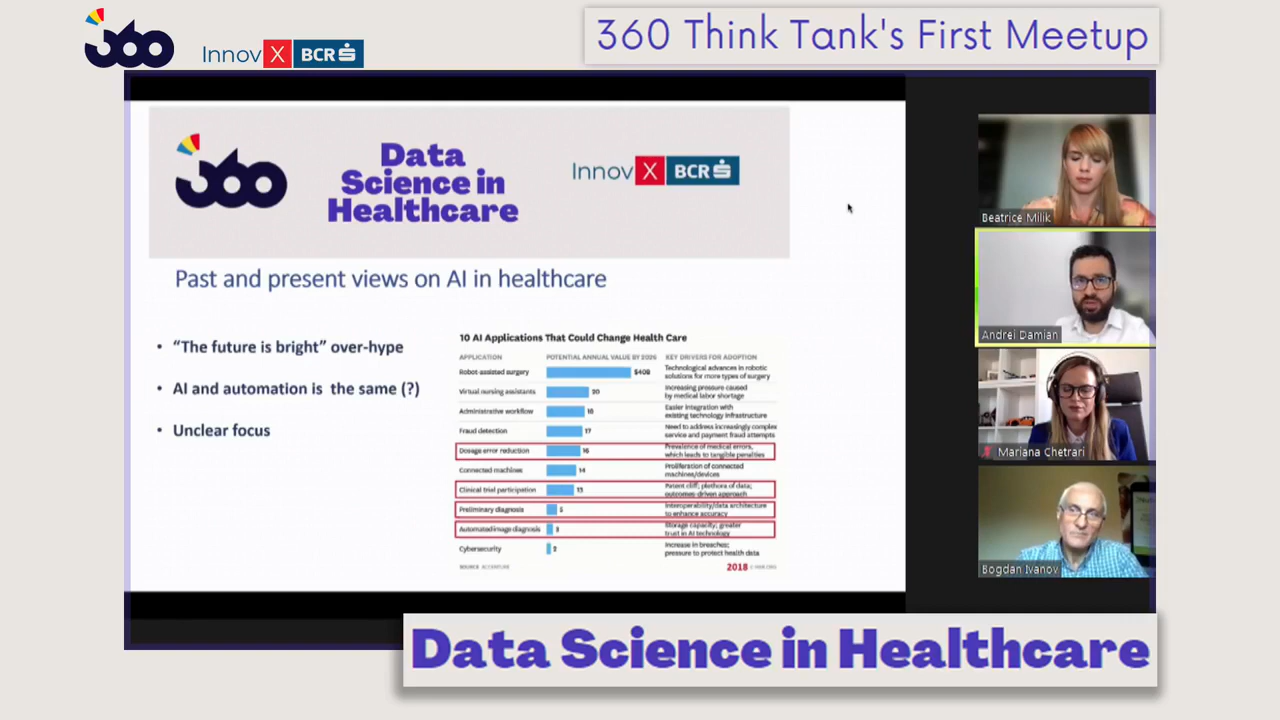 360
InnovX BCR
360 Think Tank's First Meetup
360
Data
Science in
Healthcare
InnovX BCR
Past and present views on AI in healthcare
• “The future is bright” over-hype
• AI and automation is the same (?)
• Unclear focus
10 AI Applications That Could Change Health Care
APPLICATION POTENTIAL ANNUAL VALUE BY 2026 KEY DRIVERS FOR ADOPTION
Robot-assisted surgery $40B Technological advances in robotic
solutions for more types of surgery
Virtual nursing assistants 20 Increasing pressure caused
by medical labor shortage
Administrative workflow 18 Easier integration with
existing technology infrastructure
Fraud detection 17 Need to address increasingly complex
service and payment fraud attempts
Dosage error reduction 16 Prevalence of medical errors,
which leads to tangible penalties
Connected machines 14 Proliferation of connected
machines/devices
Clinical trial participation 13 Patent cliff; plethora of data;
outcomes-driven approach
Preliminary diagnosis 5 Interoperability/data architecture
to enhance accuracy
Automated image diagnosis 3 Storage capacity; greater
trust in AI technology
Cybersecurity 2 Increase in breaches;
pressure to protect health data
SOURCE ACCENTURE 2018 © HBR.ORG
Beatrice Milik
Andrei Damian
Mariana Chetrari
Bogdan Ivanov
Data Science in Healthcare